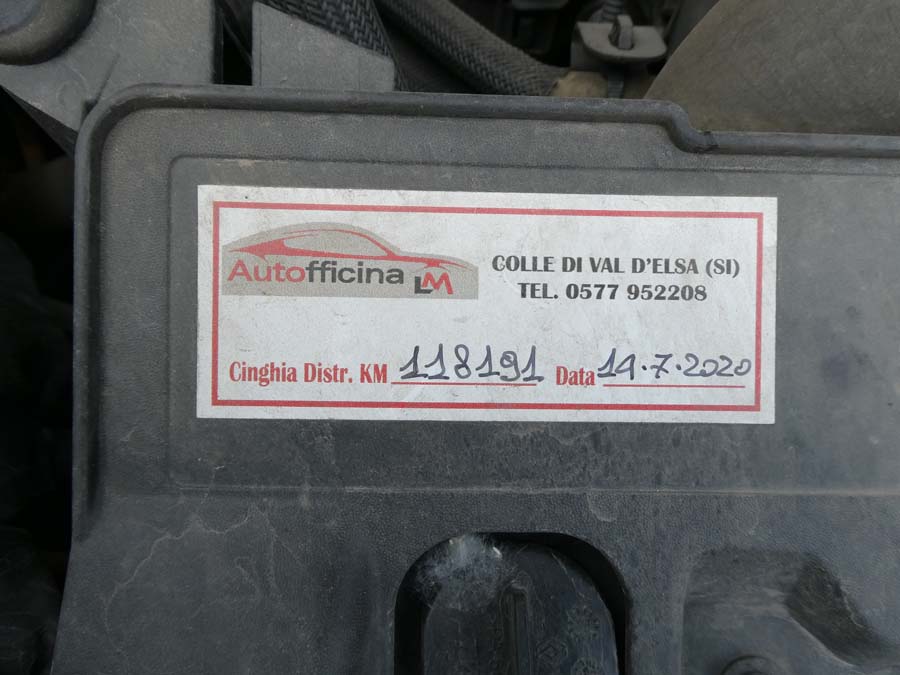 Autofficina LM
COLLE DI VAL D'ELSA (SI)
TEL. 0577 952208
Cinghia Distr. KM 118191 Data 14.7.2020